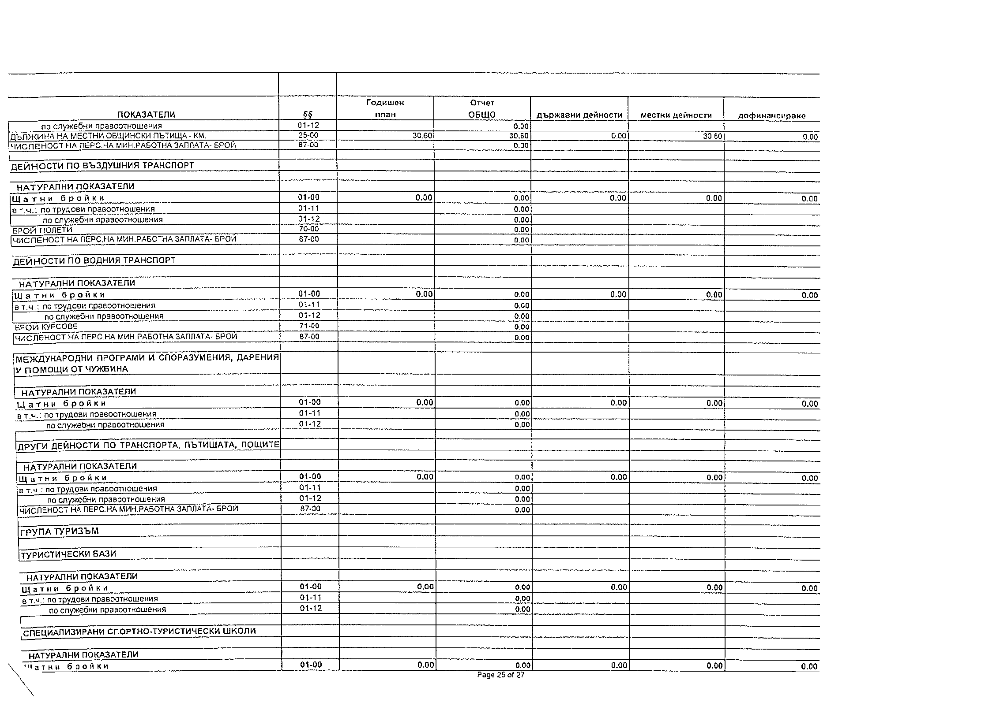 Годишен Отчет
ПОКАЗАТЕЛИ §§ план ОБЩО държавни дейности местни дейности дофинансиране
по служебни правоотношения 01-12 0.00
ДЪЛЖИНА НА МЕСТНИ ОБЩИНСКИ ПЪТИЩА - КМ. 25-00 30.60 30.60 0.00 30.60 0.00
ЧИСЛЕНОСТ НА ПЕРС.НА МИН.РАБОТНА ЗАПЛАТА- БРОЙ 87-00 0.00
ДЕЙНОСТИ ПО ВЪЗДУШНИЯ ТРАНСПОРТ
НАТУРАЛНИ ПОКАЗАТЕЛИ
Щатни бройки 01-00 0.00 0.00 0.00 0.00 0.00
в т.ч.: по трудови правоотношения 01-11 0.00
по служебни правоотношения 01-12 0.00
БРОЙ ПОЛЕТИ 70-00 0.00
ЧИСЛЕНОСТ НА ПЕРС.НА МИН.РАБОТНА ЗАПЛАТА- БРОЙ 87-00 0.00
ДЕЙНОСТИ ПО ВОДНИЯ ТРАНСПОРТ
НАТУРАЛНИ ПОКАЗАТЕЛИ
Щатни бройки 01-00 0.00 0.00 0.00 0.00 0.00
в т.ч.: по трудови правоотношения 01-11 0.00
по служебни правоотношения 01-12 0.00
БРОЙ КУРСОВЕ 71-00 0.00
ЧИСЛЕНОСТ НА ПЕРС.НА МИН.РАБОТНА ЗАПЛАТА- БРОЙ 87-00 0.00
МЕЖДУНАРОДНИ ПРОГРАМИ И СПОРАЗУМЕНИЯ, ДАРЕНИЯ
И ПОМОЩИ ОТ ЧУЖБИНА
НАТУРАЛНИ ПОКАЗАТЕЛИ
Щатни бройки 01-00 0.00 0.00 0.00 0.00 0.00
в т.ч.: по трудови правоотношения 01-11 0.00
по служебни правоотношения 01-12 0.00
ДРУГИ ДЕЙНОСТИ ПО ТРАНСПОРТА, ПЪТИЩАТА, ПОЩИТЕ
НАТУРАЛНИ ПОКАЗАТЕЛИ
Щатни бройки 01-00 0.00 0.00 0.00 0.00 0.00
в т.ч.: по трудови правоотношения 01-11 0.00
по служебни правоотношения 01-12 0.00
ЧИСЛЕНОСТ НА ПЕРС.НА МИН.РАБОТНА ЗАПЛАТА- БРОЙ 87-00 0.00
ГРУПА ТУРИЗЪМ
ТУРИСТИЧЕСКИ БАЗИ
НАТУРАЛНИ ПОКАЗАТЕЛИ
Щатни бройки 01-00 0.00 0.00 0.00 0.00 0.00
в т.ч.: по трудови правоотношения 01-11 0.00
по служебни правоотношения 01-12 0.00
СПЕЦИАЛИЗИРАНИ СПОРТНО-ТУРИСТИЧЕСКИ ШКОЛИ
НАТУРАЛНИ ПОКАЗАТЕЛИ
Щатни бройки 01-00 0.00 0.00 0.00 0.00 0.00
Page 25 of 27